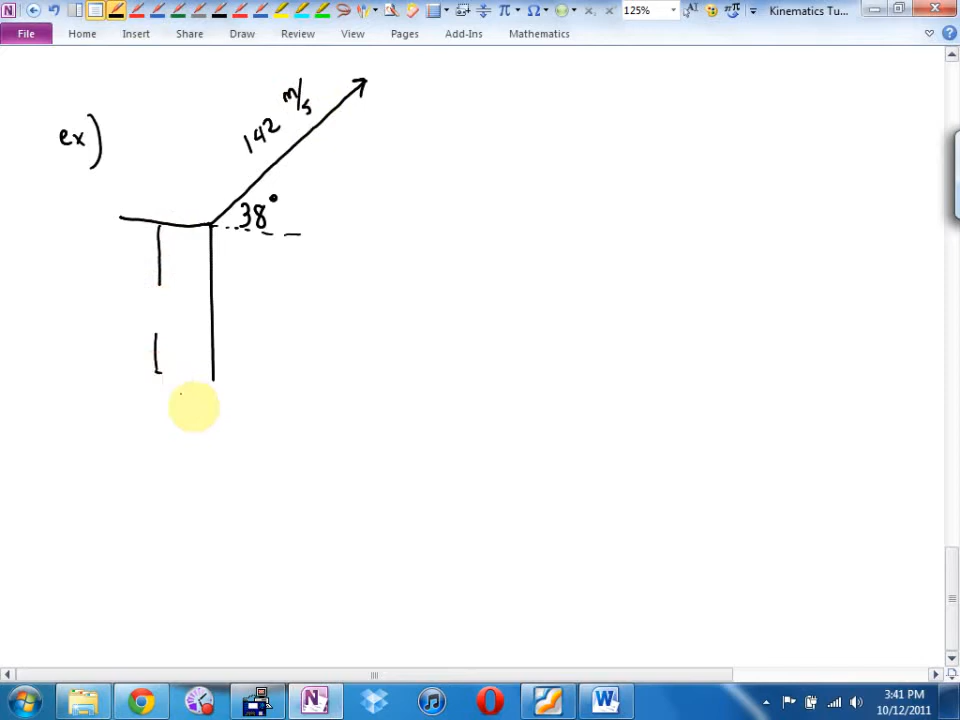 125%
Kinematics Tu...
File
Home
Insert
Share
Draw
Review
View
Pages
Add-Ins
Mathematics
ex)
142 m/s
38°
3:41 PM
10/12/2011